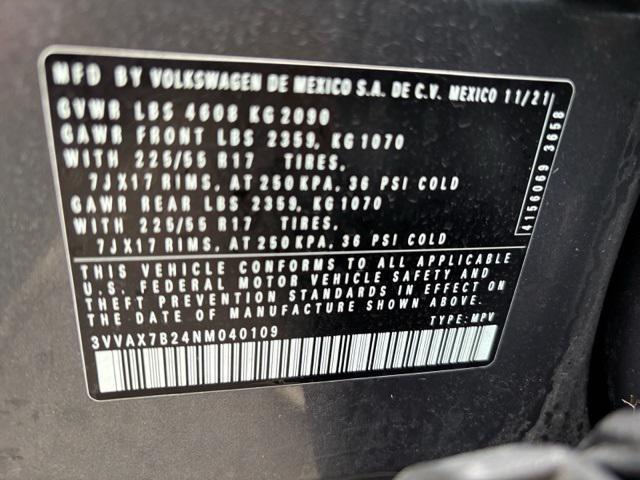 MFD BY VOLKSWAGEN DE MEXICO S.A. DE C.V. MEXICO 11/21
GVWR LBS 4608 KG 2090
GAWR FRONT LBS 2359, KG 1070
WITH 225/55 R17 TIRES.
7JX17 RIMS, AT 250 KPA, 36 PSI COLD
GAWR REAR LBS 2359, KG 1070
WITH 225/55 R17 TIRES.
7JX17 RIMS, AT 250 KPA, 36 PSI COLD
4156069 3658
THIS VEHICLE CONFORMS TO ALL APPLICABLE
U.S. FEDERAL MOTOR VEHICLE SAFETY AND
THEFT PREVENTION STANDARDS IN EFFECT ON
THE DATE OF MANUFACTURE SHOWN ABOVE.
3VVAX7B24NM040109 TYPE: MPV